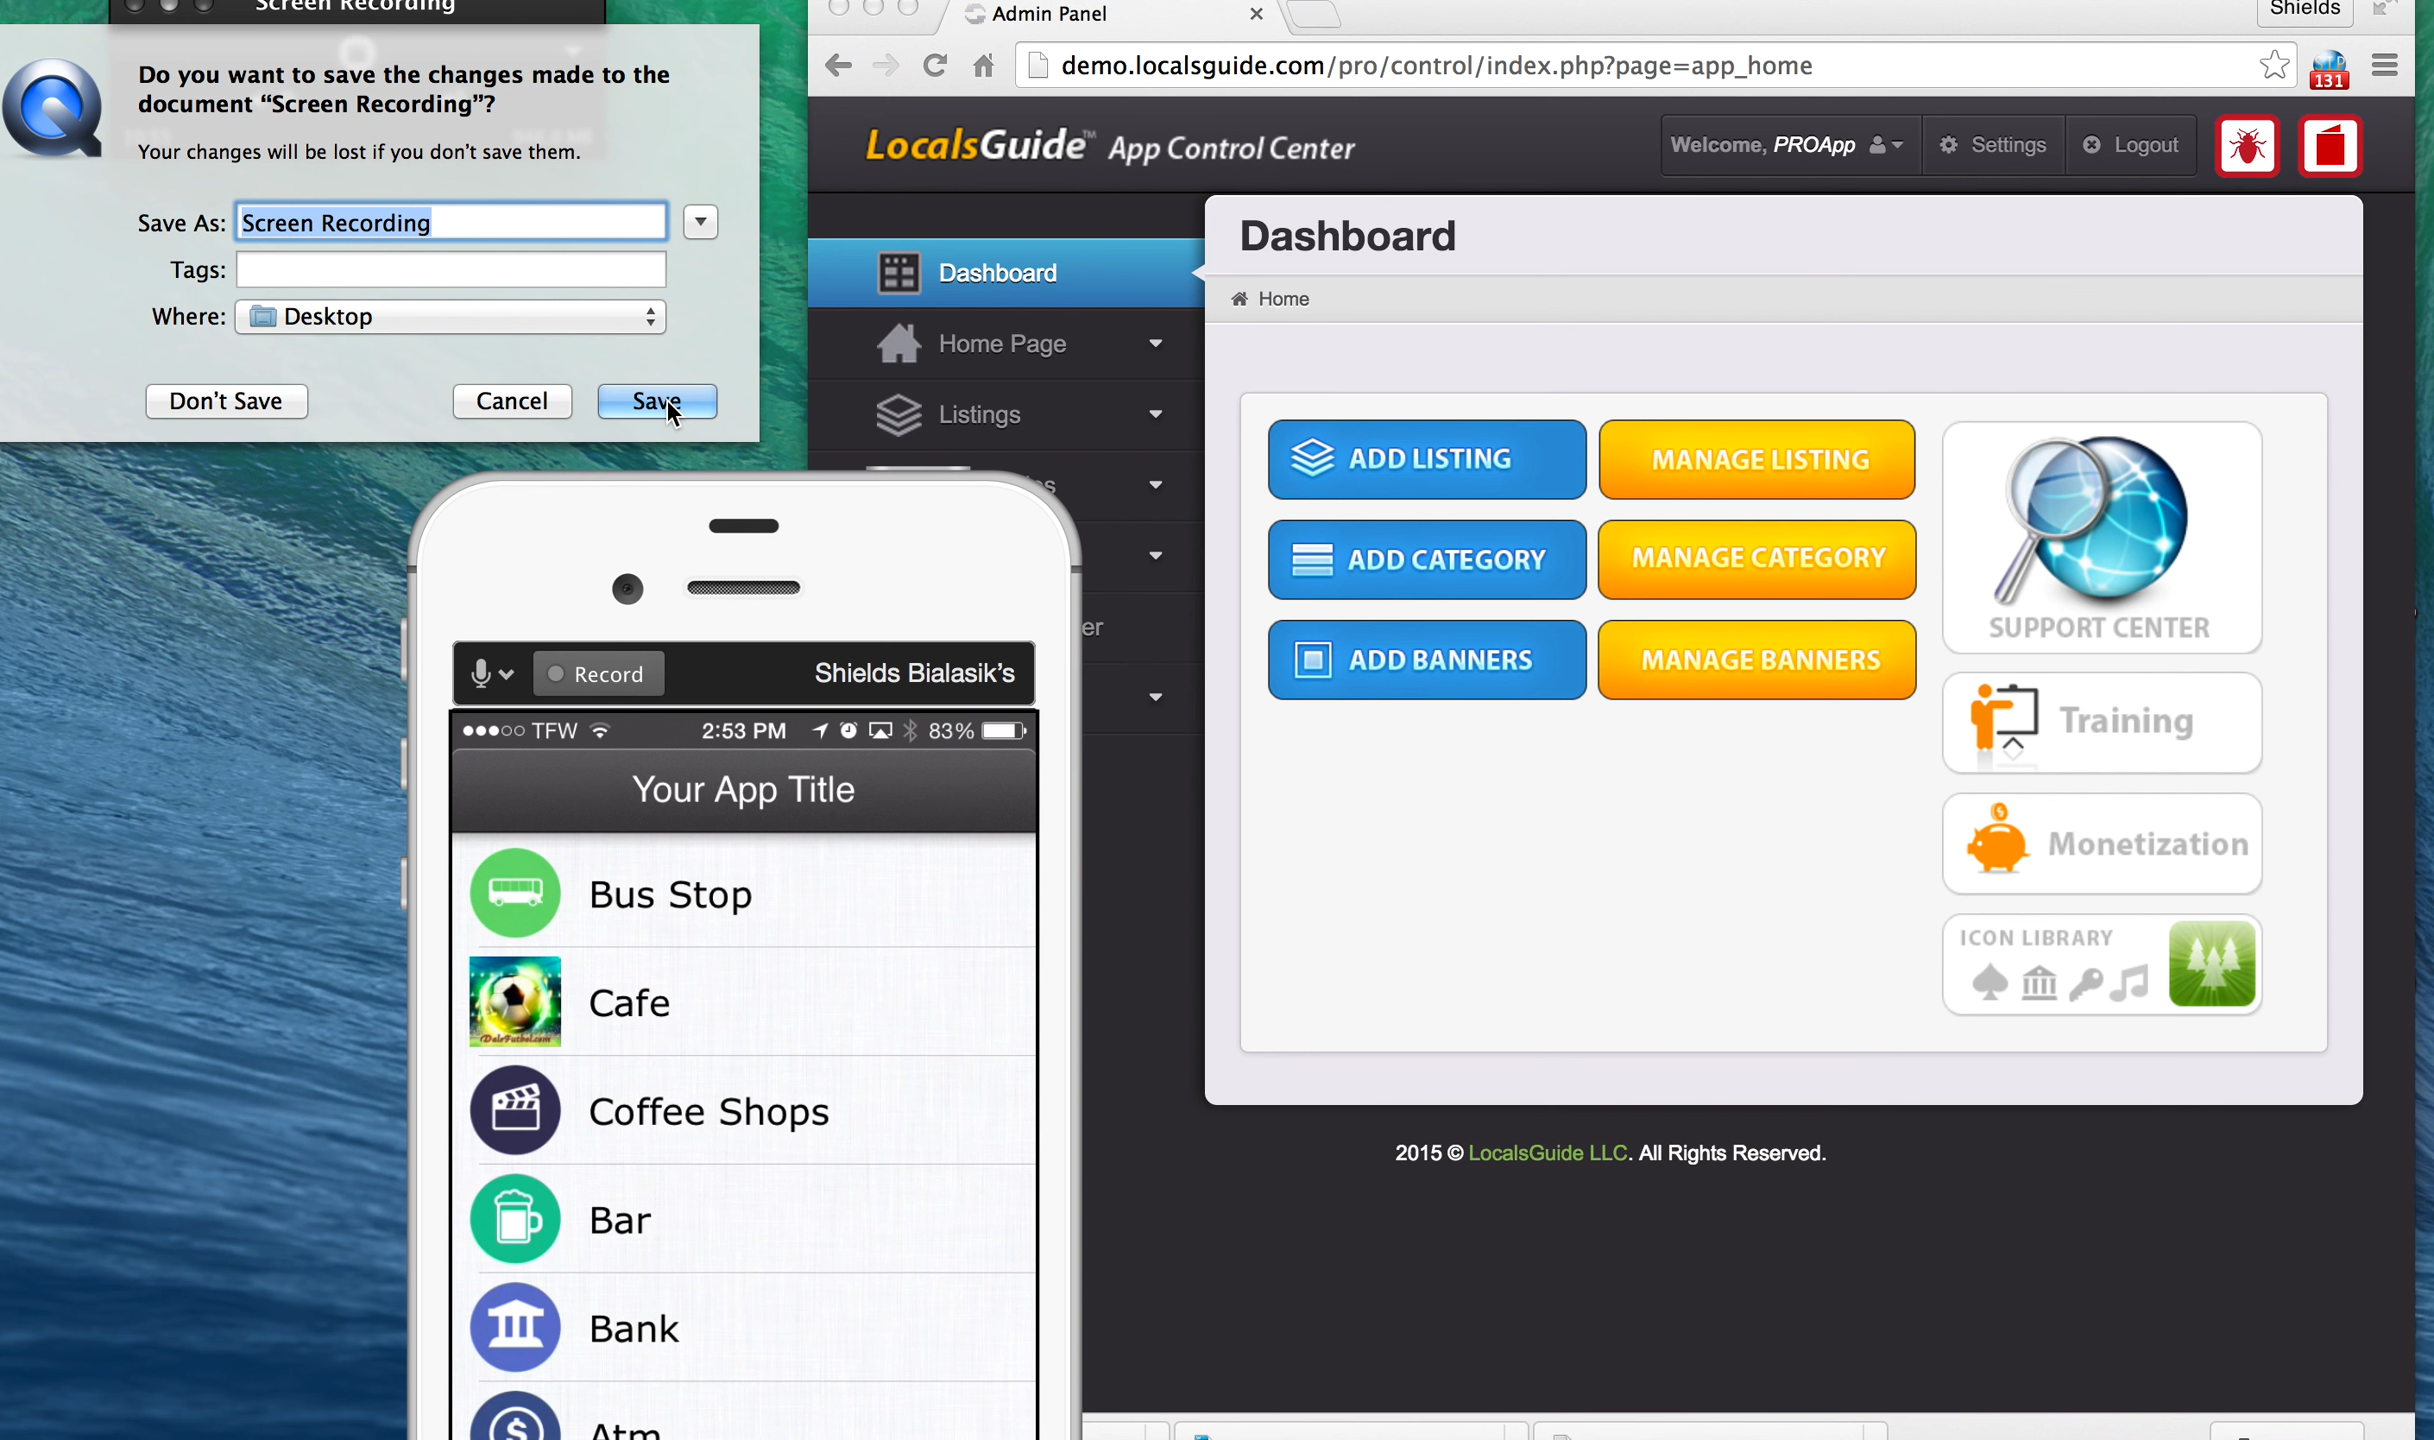 Screen Recording
Do you want to save the changes made to the
document “Screen Recording”?
Your changes will be lost if you don’t save them.
Save As: Screen Recording
Tags:
Where: Desktop
Don’t Save
Cancel
Save
Admin Panel
Shields
demo.localsguide.com/pro/control/index.php?page=app_home
131
LocalsGuide™ App Control Center
Welcome, PROApp
Settings
Logout
Dashboard
Home Page
Listings
er
Dashboard
Home
ADD LISTING
MANAGE LISTING
ADD CATEGORY
MANAGE CATEGORY
ADD BANNERS
MANAGE BANNERS
SUPPORT CENTER
Training
Monetization
ICON LIBRARY
2015 © LocalsGuide LLC. All Rights Reserved.
Record
Shields Bialasik’s
TFW
2:53 PM
83%
Your App Title
Bus Stop
Cafe
DaleFutbol.com
Coffee Shops
Bar
Bank
Atm